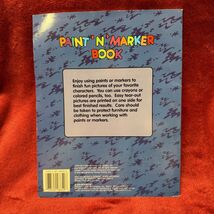 PAINT 'N' MARKER
BOOK
Enjoy using paints or markers to
finish fun pictures of your favorite
characters. You can use crayons or
colored pencils, too. Easy tear-out
pictures are printed on one side for
best finished results. Care should
be taken to protect furniture and
clothing when working with
paints or markers.